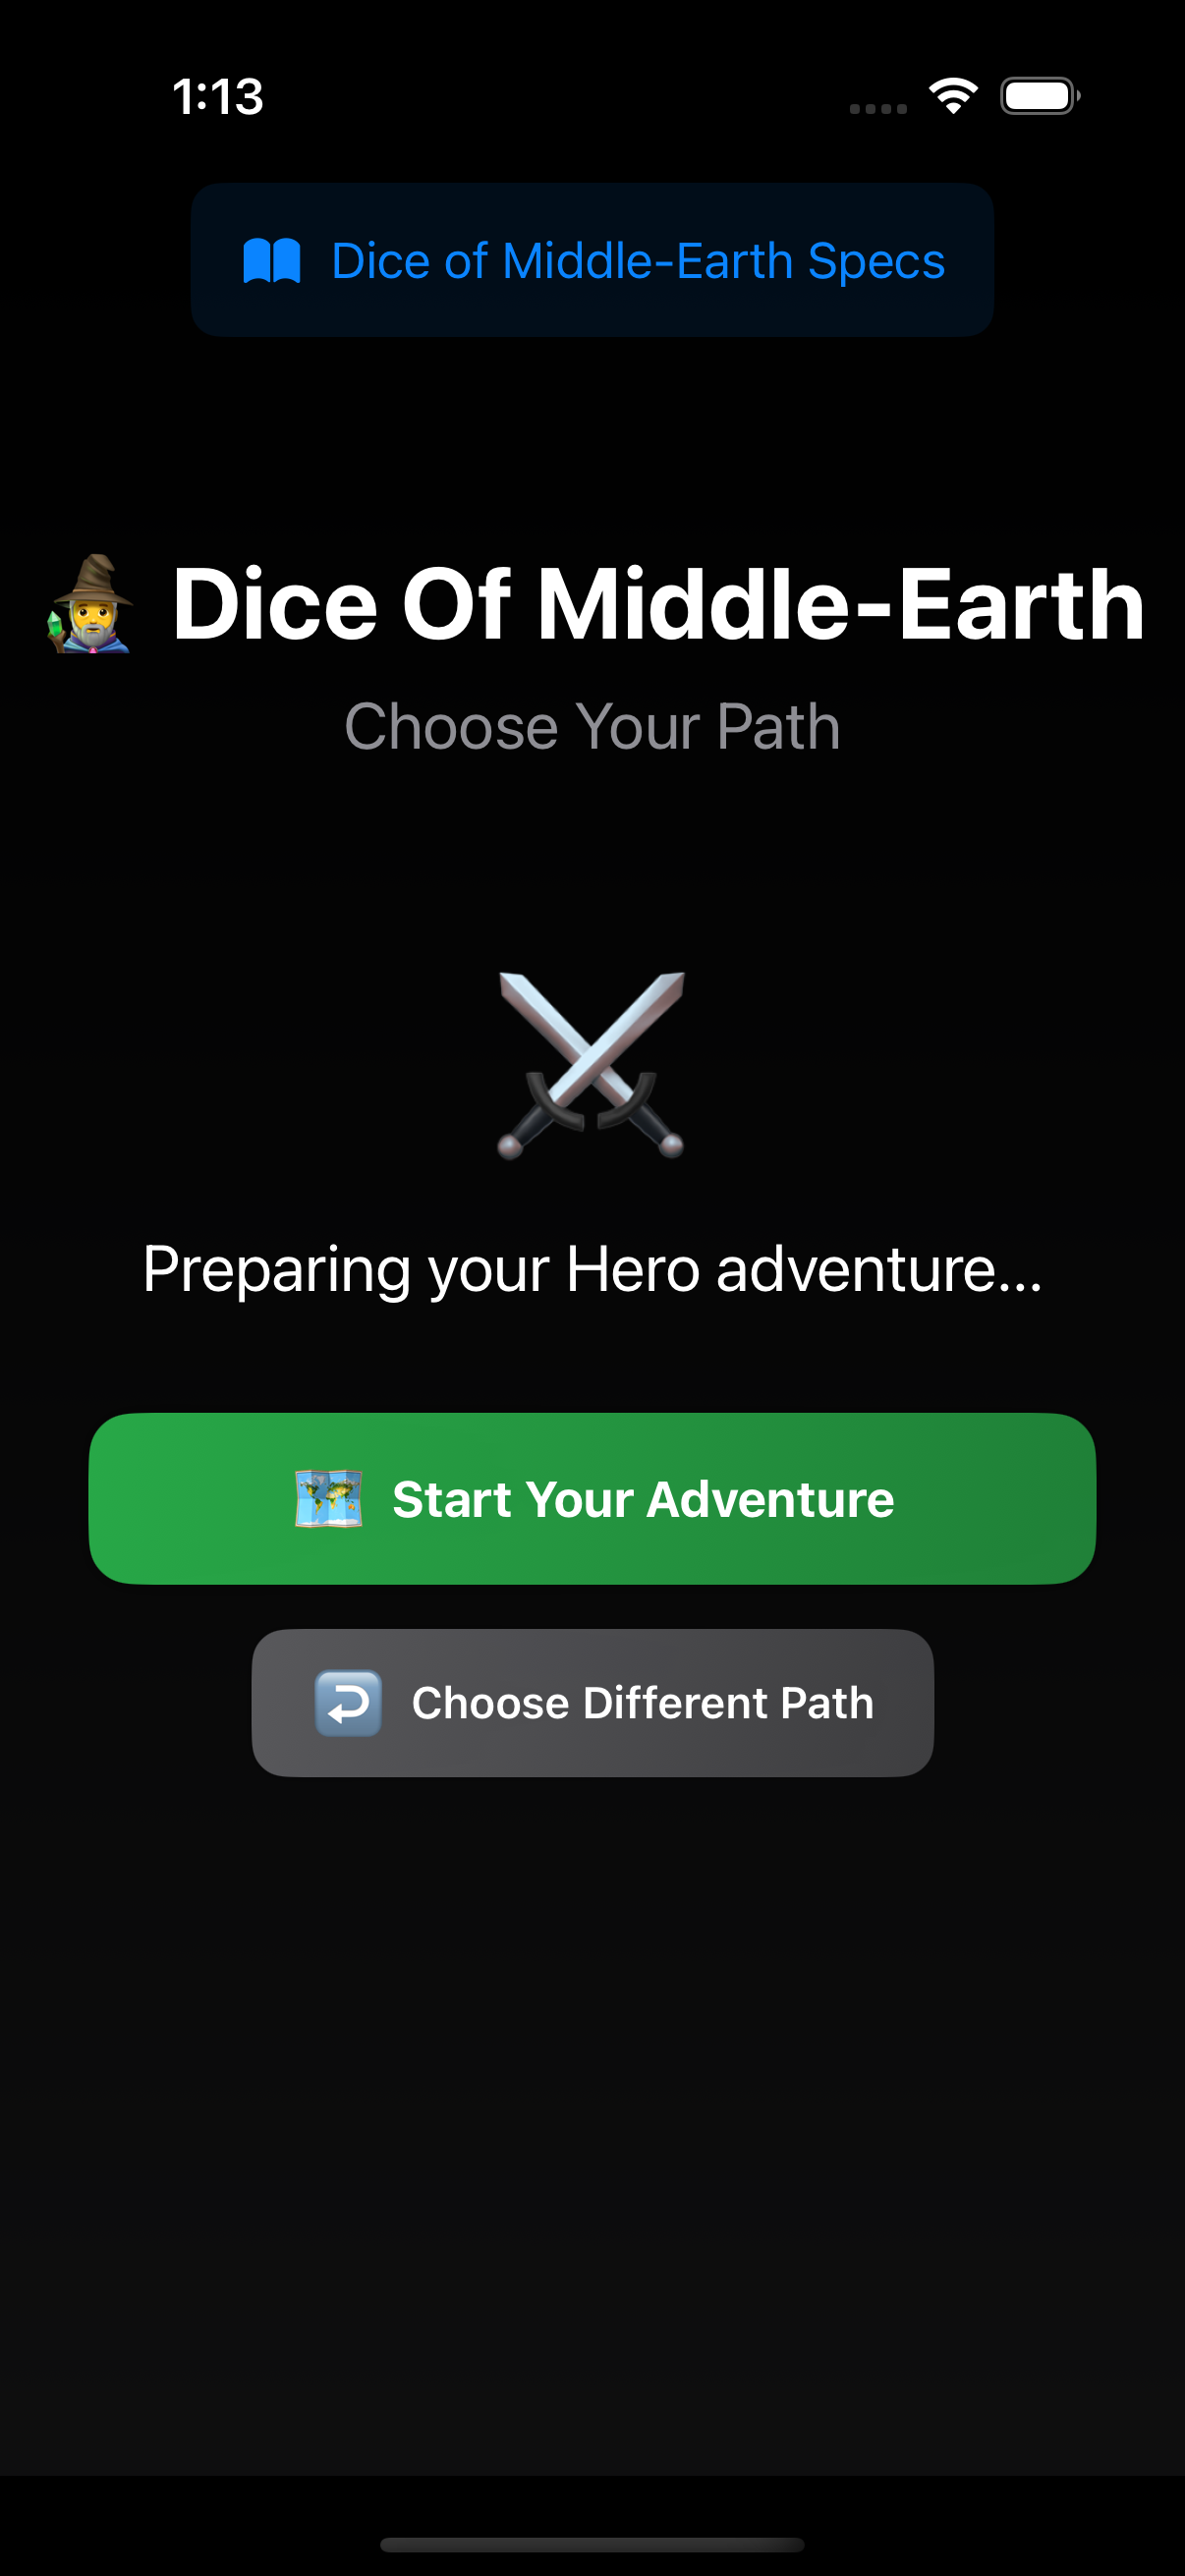 1:13
Dice of Middle-Earth Specs
Dice Of Middle-Earth
Choose Your Path
Preparing your Hero adventure...
Start Your Adventure
Choose Different Path